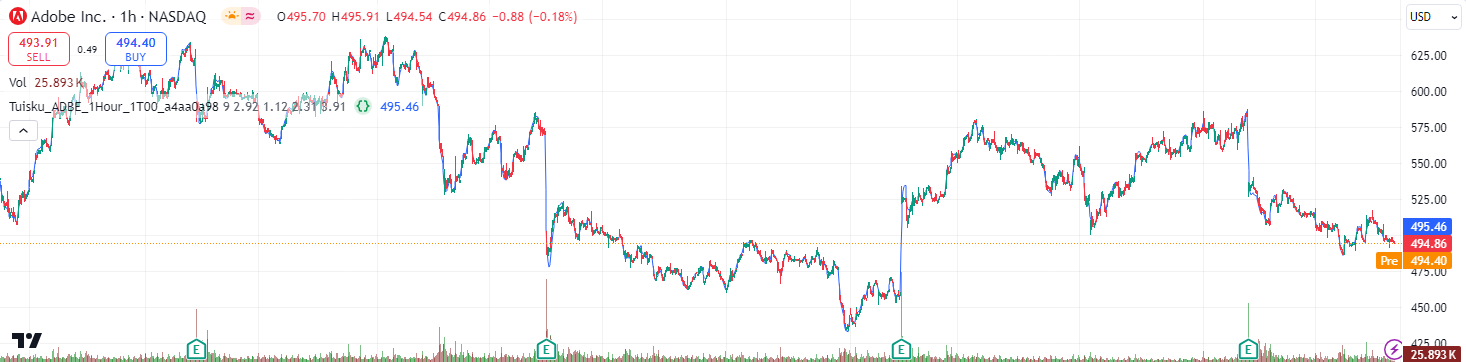 Adobe Inc. · 1h · NASDAQ O495.70 H495.91 L494.54 C494.86 −0.88 (−0.18%)
USD
493.91 SELL
0.49
494.40 BUY
Vol 25.893 K
Tuisku_ADBE_1Hour_1T00_a4aa0a98 9 2.92 1.12 2.31 3.91 {} 495.46
625.00
600.00
575.00
550.00
525.00
495.46
494.86
Pre 494.40
475.00
450.00
25.893 K
E
E
E
E